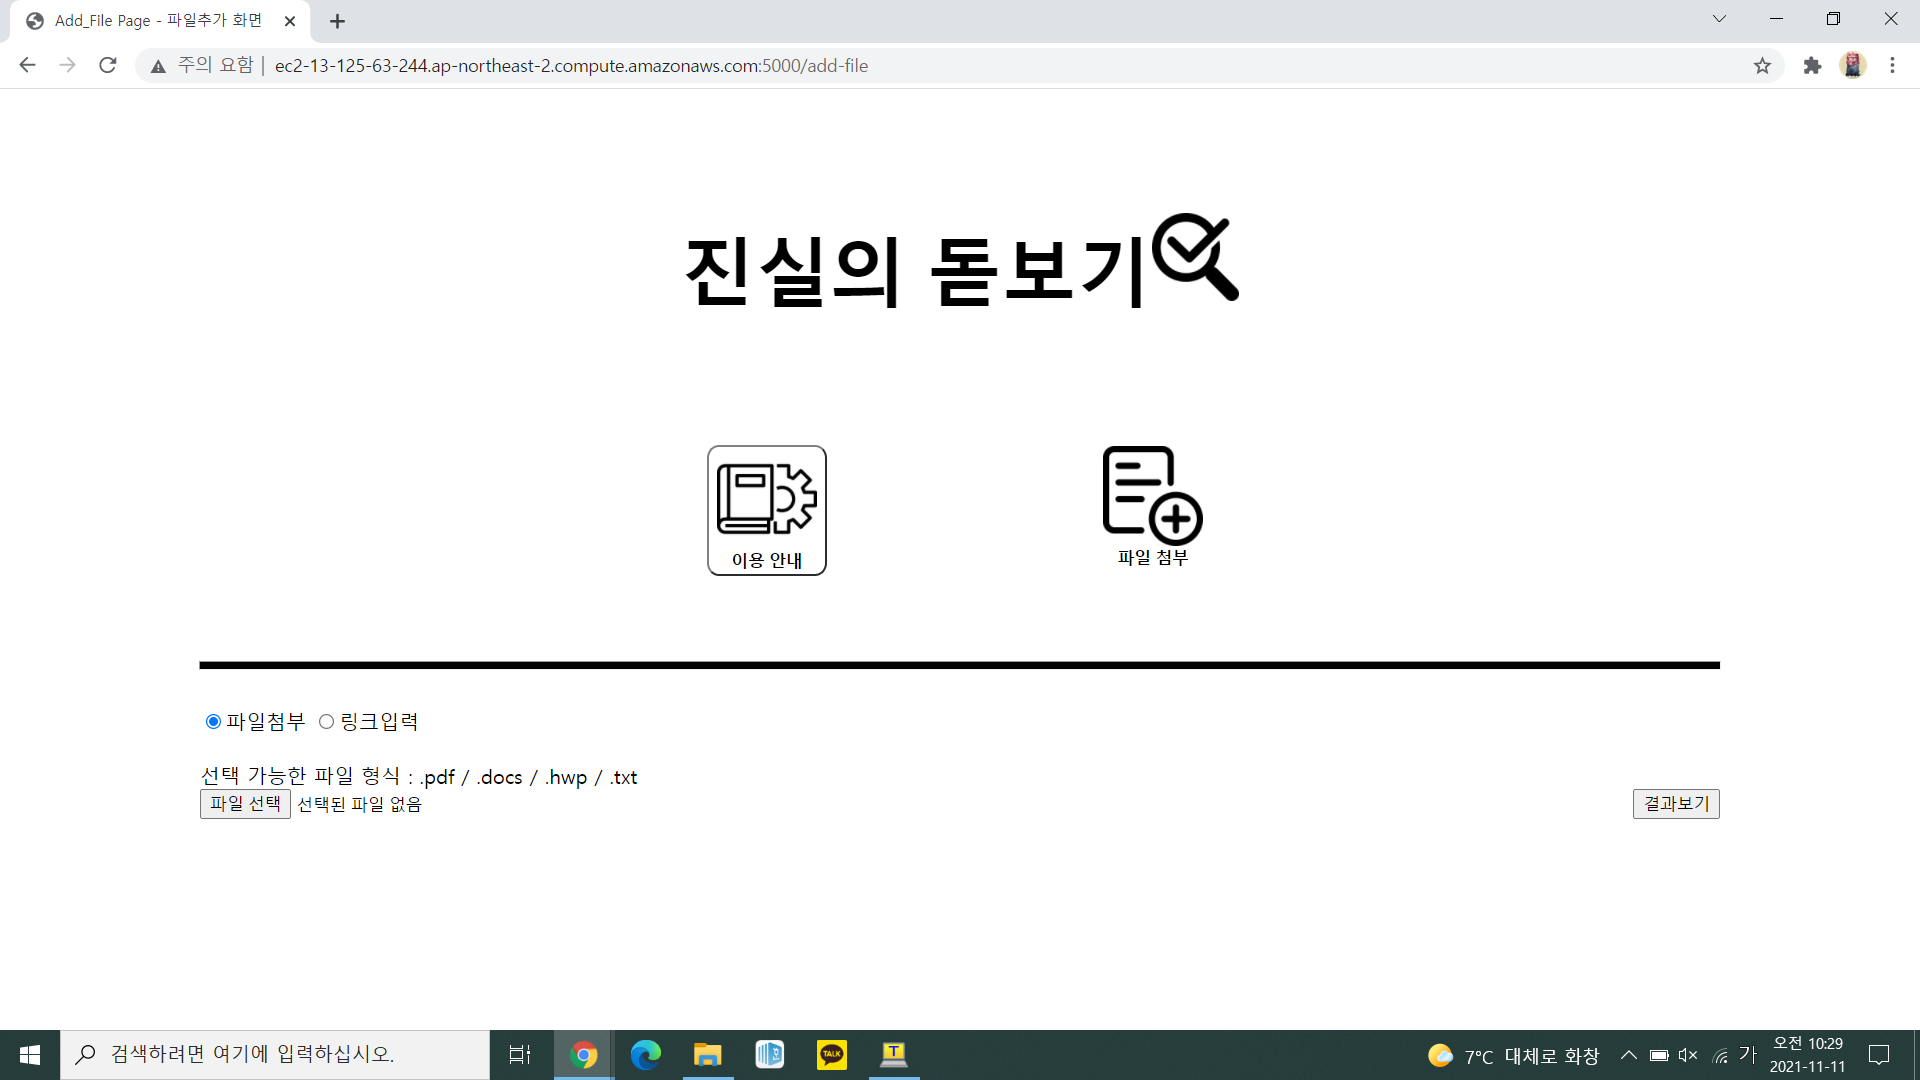 Add_File Page - 파일추가 화면
주의 요함 | ec2-13-125-63-244.ap-northeast-2.compute.amazonaws.com:5000/add-file
진실의 돋보기
이용 안내
파일 첨부
파일첨부 링크입력
선택 가능한 파일 형식 : .pdf / .docs / .hwp / .txt
파일 선택 선택된 파일 없음
결과보기
검색하려면 여기에 입력하십시오.
TALK
T
7°C 대체로 화창
가
오전 10:29
2021-11-11